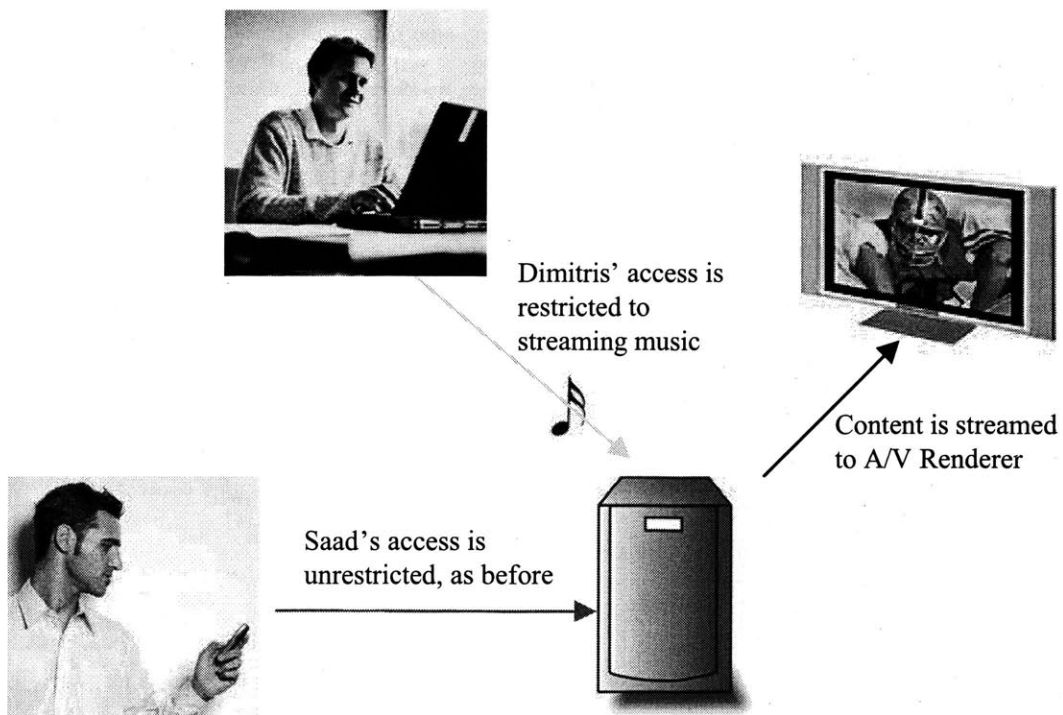 Dimitris’ access is
restricted to
streaming music
Content is streamed
to A/V Renderer
Saad’s access is
unrestricted, as before